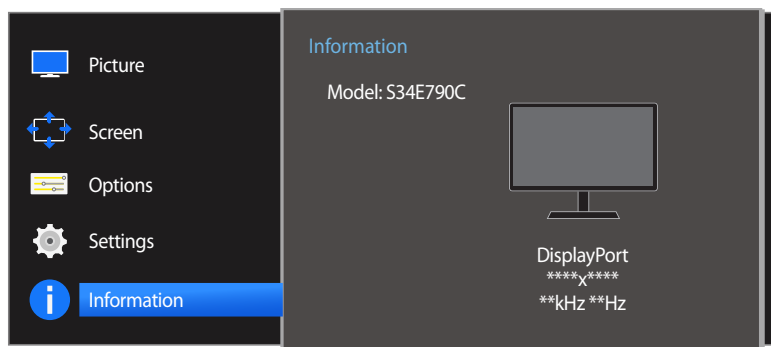 Picture
Screen
Options
Settings
Information
Information
Model: S34E790C
DisplayPort
****x****
**kHz **Hz